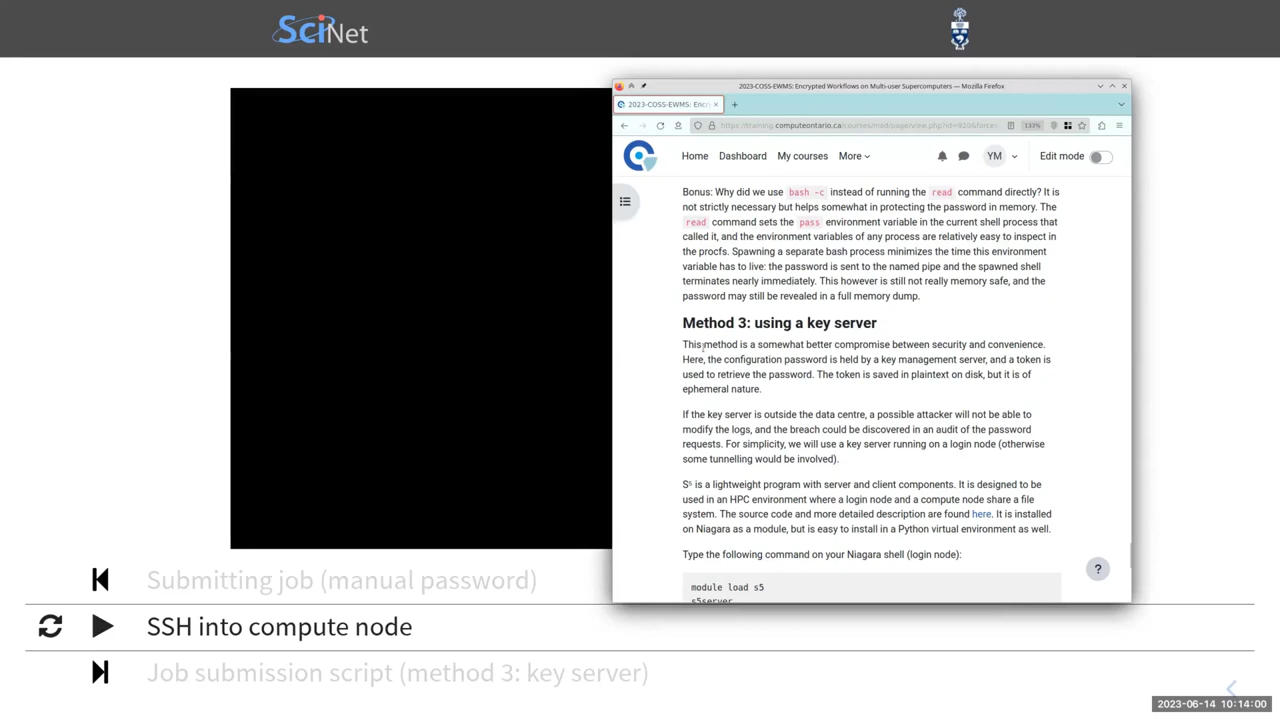 SciNet
2023-COSS-EWMS: Encrypted Workflows on Multi-user Supercomputers — Mozilla Firefox
2023-COSS-EWMS: Encry
https://training.computeontario.ca/courses/mod/page/view.php?id=920&forcev
133%
Home Dashboard My courses More YM Edit mode
Bonus: Why did we use bash -c instead of running the read command directly? It is
not strictly necessary but helps somewhat in protecting the password in memory. The
read command sets the pass environment variable in the current shell process that
called it, and the environment variables of any process are relatively easy to inspect in
the procfs. Spawning a separate bash process minimizes the time this environment
variable has to live: the password is sent to the named pipe and the spawned shell
terminates nearly immediately. This however is still not really memory safe, and the
password may still be revealed in a full memory dump.
Method 3: using a key server
This method is a somewhat better compromise between security and convenience.
Here, the configuration password is held by a key management server, and a token is
used to retrieve the password. The token is saved in plaintext on disk, but it is of
ephemeral nature.
If the key server is outside the data centre, a possible attacker will not be able to
modify the logs, and the breach could be discovered in an audit of the password
requests. For simplicity, we will use a key server running on a login node (otherwise
some tunnelling would be involved).
S⁵ is a lightweight program with server and client components. It is designed to be
used in an HPC environment where a login node and a compute node share a file
system. The source code and more detailed description are found here. It is installed
on Niagara as a module, but is easy to install in a Python virtual environment as well.
Type the following command on your Niagara shell (login node):
module load s5
s5server
?
Submitting job (manual password)
SSH into compute node
Job submission script (method 3: key server)
2023-06-14 10:14:00